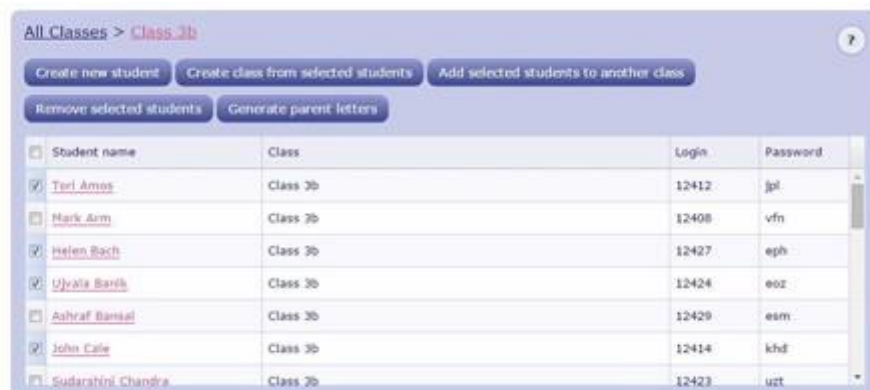 All Classes > Class 3b
?
Create new student Create class from selected students Add selected students to another class
Remove selected students Generate parent letters
Student name Class Login Password
Tori Amos Class 3b 12412 jpl
Mark Arm Class 3b 12408 vfn
Helen Bach Class 3b 12427 eph
Ujvala Banik Class 3b 12424 eoz
Ashraf Bansal Class 3b 12429 esm
John Cale Class 3b 12414 khd
Sudarshini Chandra Class 3b 12423 uzt